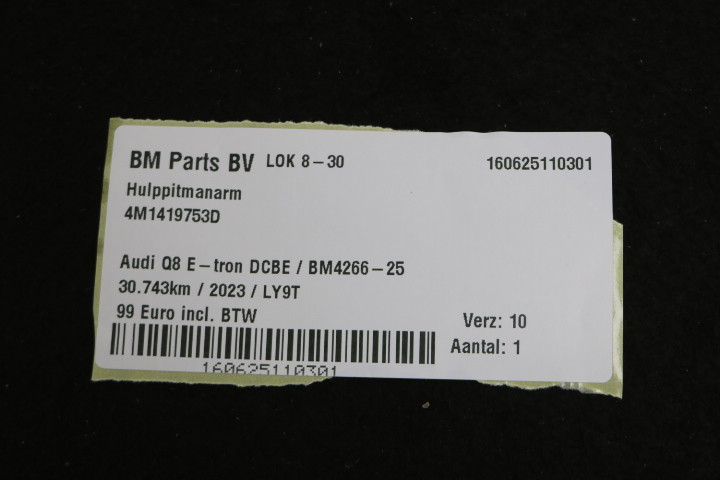 BM Parts BV LOK 8-30 160625110301
Hulppitmanarm
4M1419753D
Audi Q8 E-tron DCBE / BM4266-25
30.743km / 2023 / LY9T
99 Euro incl. BTW
Verz: 10
Aantal: 1
160625110301